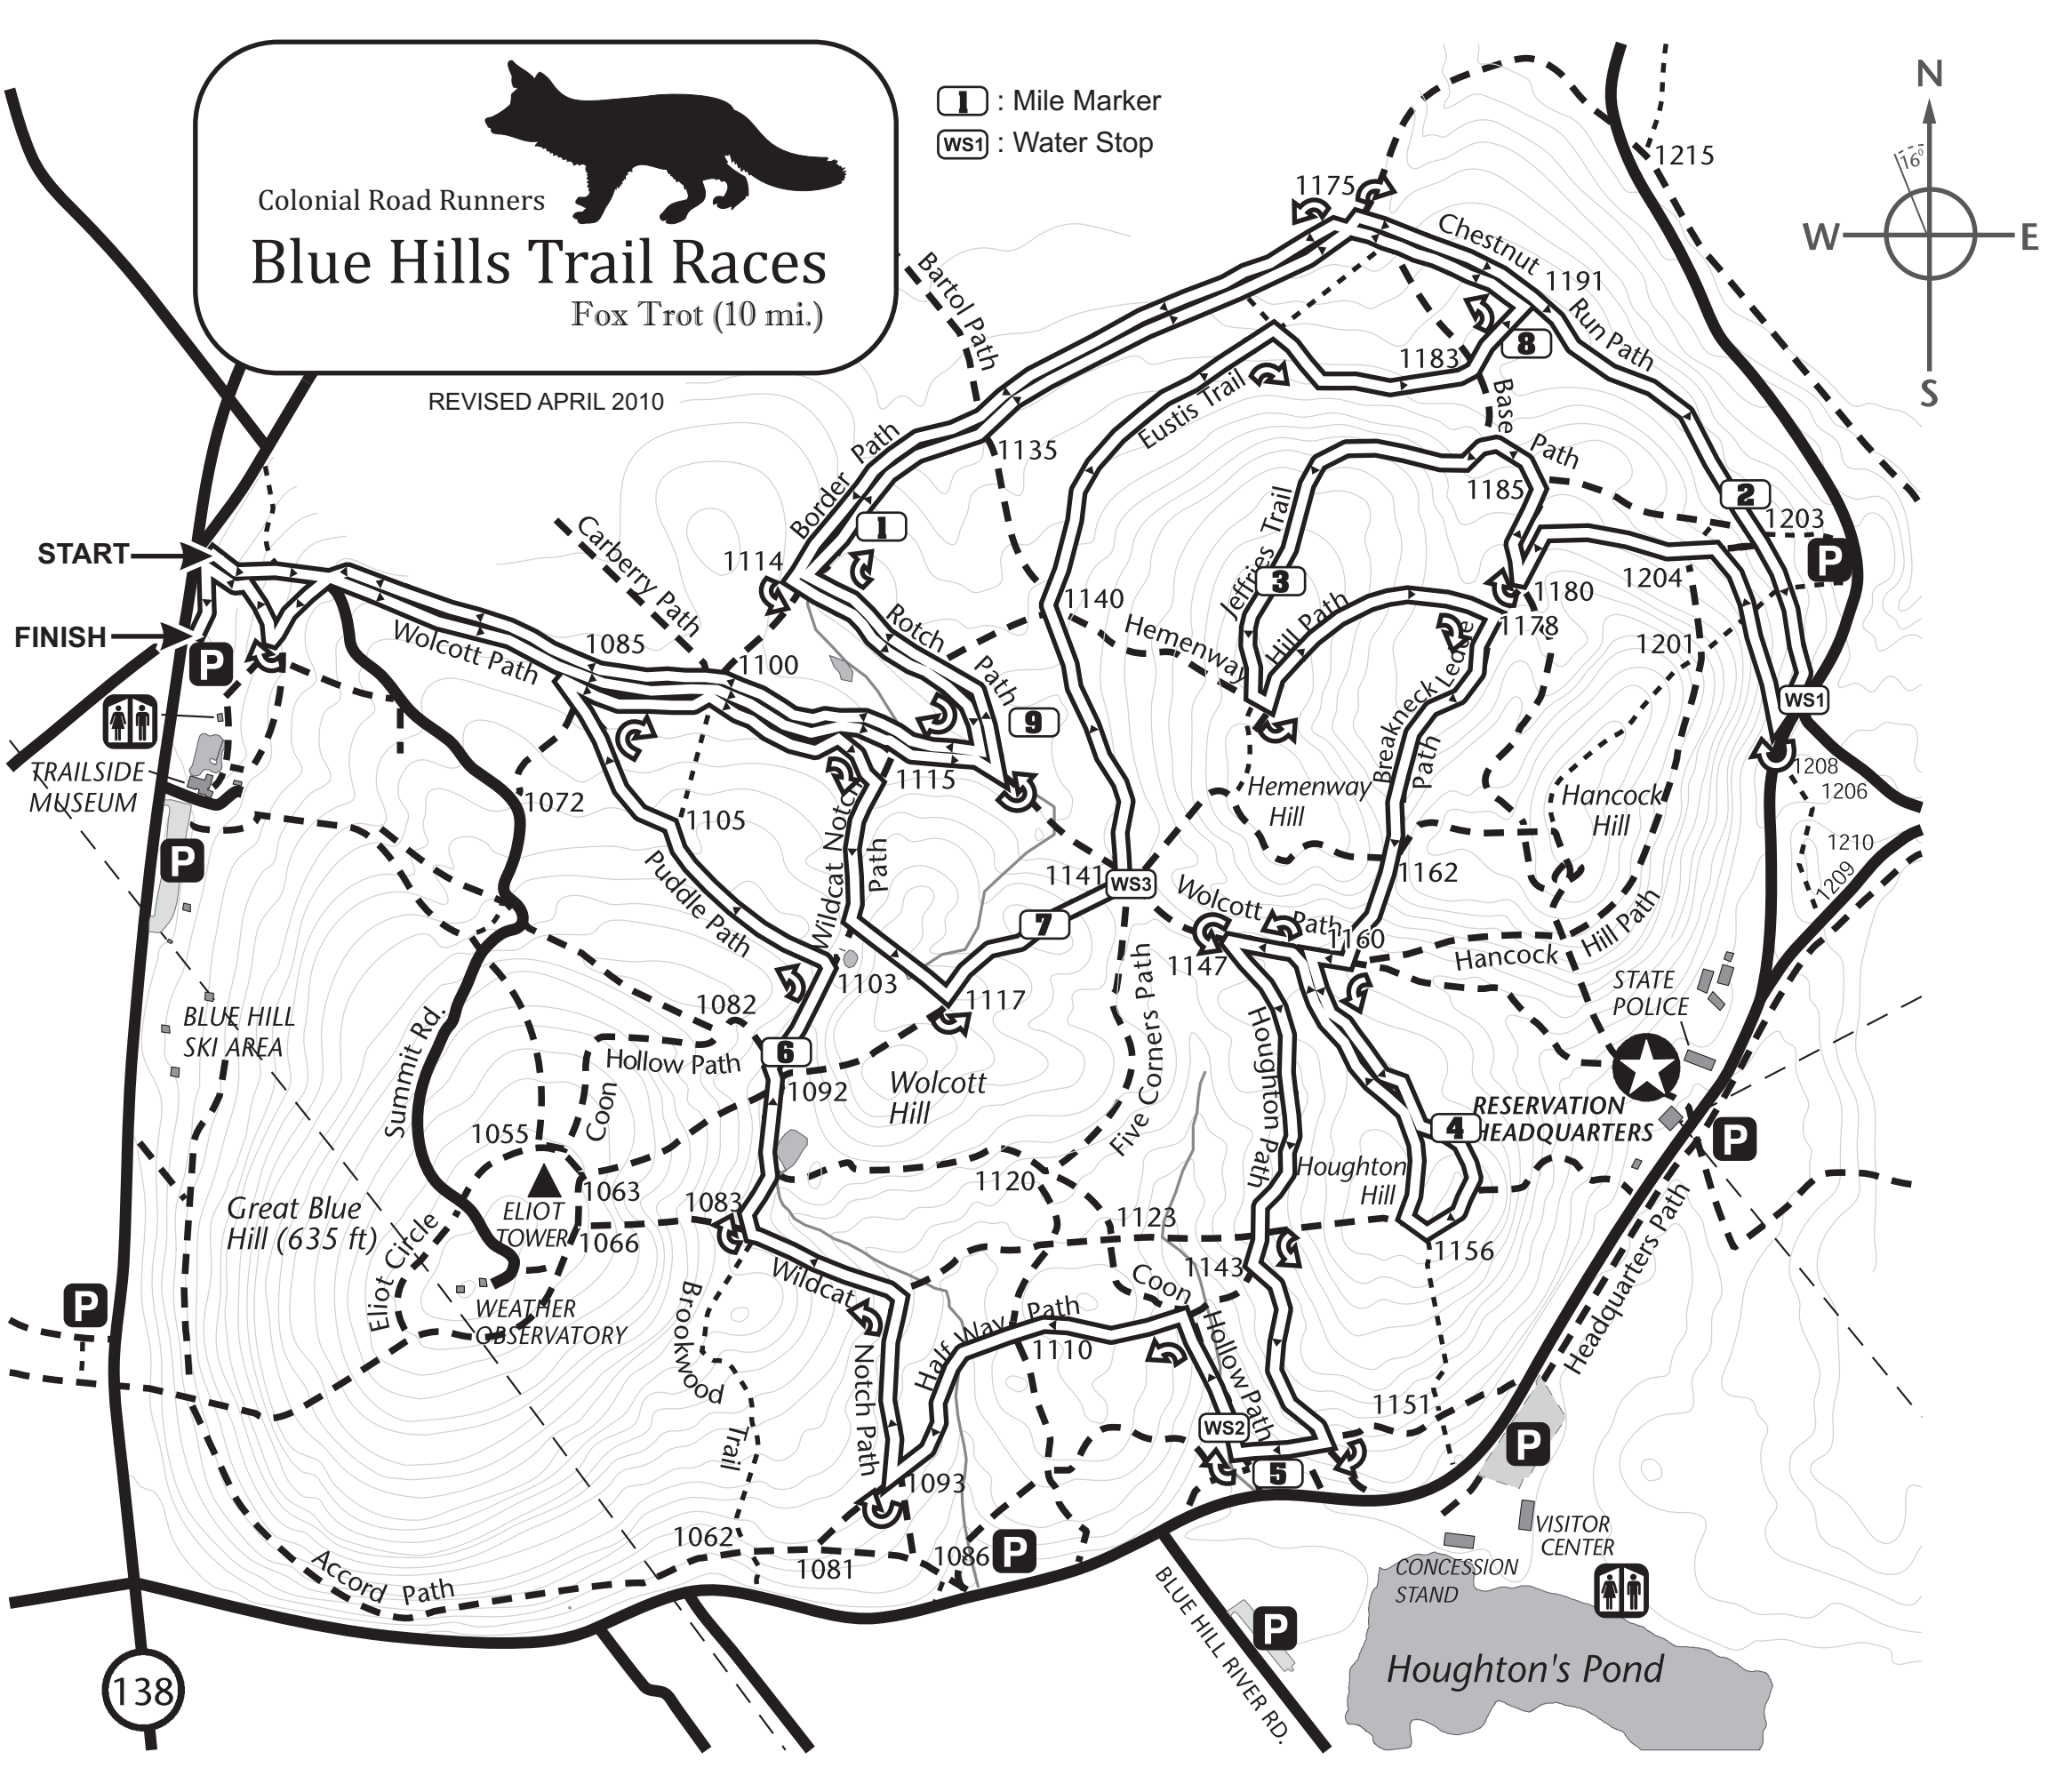 Colonial Road Runners
Blue Hills Trail Races
Fox Trot (10 mi.)
REVISED APRIL 2010
1 : Mile Marker
WS1 : Water Stop
N
16°
W
E
S
1215
1175
Chestnut
Run Path
1191
Bartol Path
8
1183
Eustis Trail
Base
Path
Border Path
1135
1185
2
1203
START
1
Carberry Path
1114
P
Jeffries Trail
3
1180
1204
1140
Hemenway
Hill Path
1178
1201
FINISH
P
Wolcott Path
1085
1100
Rotch
Path
9
WS1
Breakneck Ledge
Path
1115
1208
1206
TRAILSIDE
MUSEUM
1072
1105
Hemenway
Hill
Hancock
Hill
1210
1209
P
Puddle Path
Wildcat Notch
Path
1141
WS3
1162
7
Wolcott
Path
1160
Hancock
Hill Path
1147
1103
1117
STATE
POLICE
BLUE HILL
SKI AREA
Summit Rd.
1082
6
Hollow Path
Coon
1092
Wolcott
Hill
Five Corners Path
Houghton Path
RESERVATION
HEADQUARTERS
4
P
1055
ELIOT
TOWER
1063
1066
1083
1120
Houghton
Hill
1123
1156
Great Blue
Hill (635 ft)
Eliot Circle
WEATHER
OBSERVATORY
Wildcat
Notch Path
Brookwood
Trail
Coon
Hollow Path
1143
Half Way Path
1110
Headquarters Path
P
1151
WS2
5
P
1093
VISITOR
CENTER
1062
1081
1086
P
CONCESSION
STAND
Accord Path
BLUE HILL RIVER RD.
P
Houghton's Pond
138